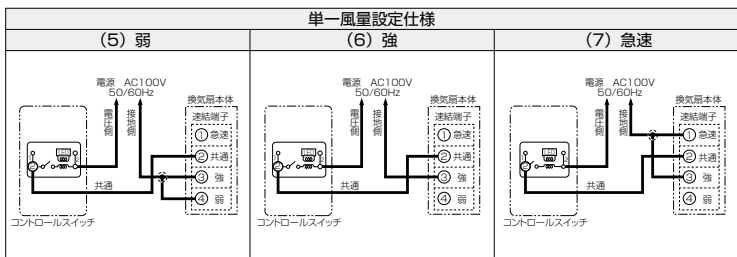 単一風量設定仕様
（5）弱
（6）強
（7）急速
電源 AC100V
50/60Hz
換気扇本体
速結端子
電圧側
接地側
① 急速
② 共通
③ 強
④ 弱
LED
共通
コントロールスイッチ
電源 AC100V
50/60Hz
換気扇本体
速結端子
電圧側
接地側
① 急速
② 共通
③ 強
④ 弱
LED
共通
コントロールスイッチ
電源 AC100V
50/60Hz
換気扇本体
速結端子
電圧側
接地側
① 急速
② 共通
③ 強
④ 弱
LED
共通
コントロールスイッチ